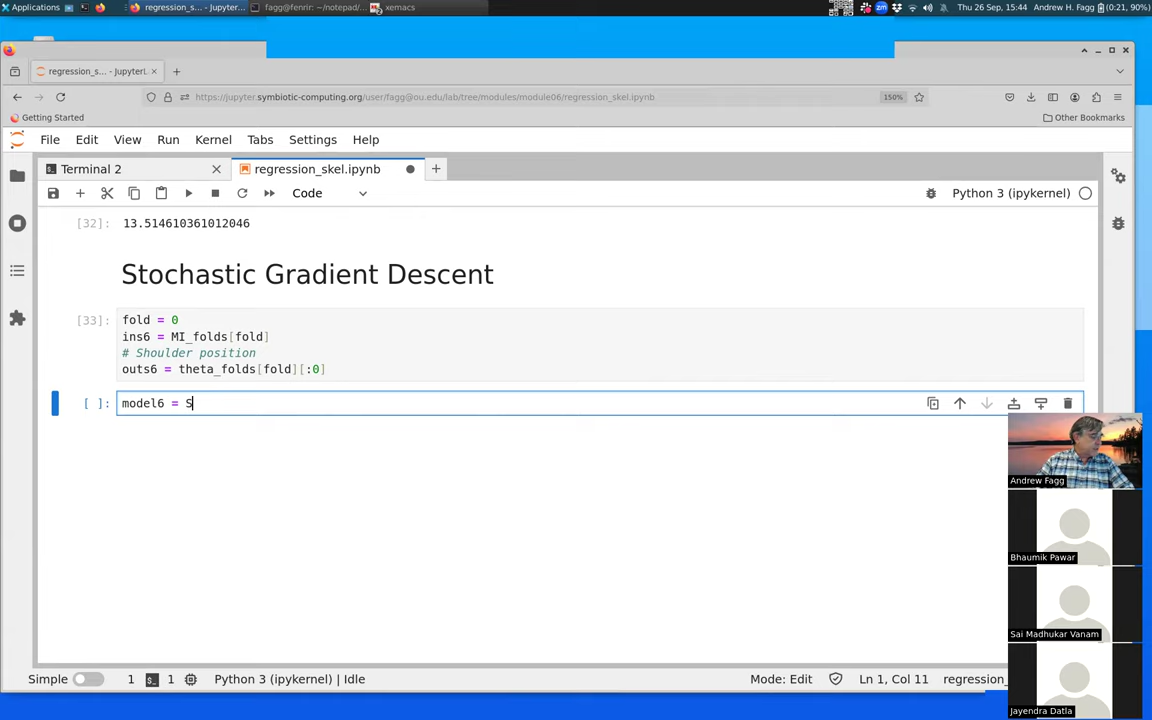 Applications
regression_s... - Jupyter...
fagg@fenrir: ~/notepad/...
xemacs
zm
Thu 26 Sep, 15:44
Andrew H. Fagg
(0:21, 90%)
regression_s... - JupyterL
https://jupyter.symbiotic-computing.org/user/fagg@ou.edu/lab/tree/modules/module06/regression_skel.ipynb
150%
Getting Started
Other Bookmarks
File Edit View Run Kernel Tabs Settings Help
Terminal 2
regression_skel.ipynb
Code
Python 3 (ipykernel)
[32]: 13.514610361012046
Stochastic Gradient Descent
[33]: fold = 0
ins6 = MI_folds[fold]
# Shoulder position
outs6 = theta_folds[fold][:0]
[ ]: model6 = S
Andrew Fagg
Bhaumik Pawar
Sai Madhukar Vanam
Jayendra Datla
Simple
1
1
Python 3 (ipykernel) | Idle
Mode: Edit
Ln 1, Col 11
regression_